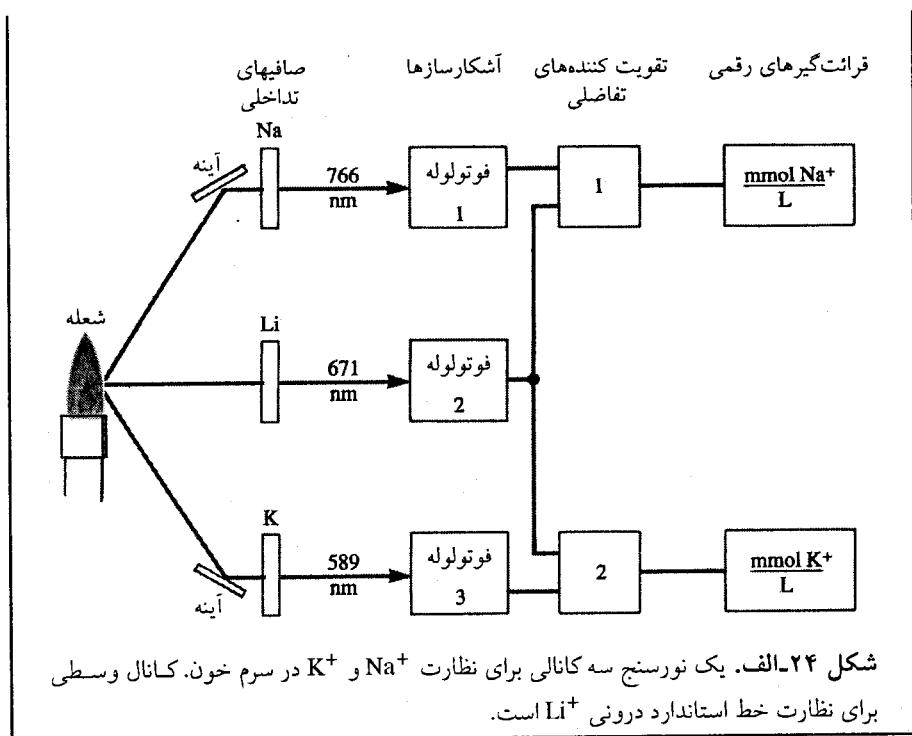 صافیهای
تداخلی
آشکارسازها
تقویت کننده‌های
تفاضلی
قرائت‌گیرهای رقمی
Na
آینه
766
nm
فوتولوله
1
1
mmol Na+
L
شعله
Li
671
nm
فوتولوله
2
K
آینه
589
nm
فوتولوله
3
2
mmol K+
L
شکل ۲۴ـالف. یک نورسنج سه کانالی برای نظارت Na+ و K+ در سرم خون. کـانال وسـطی
برای نظارت خط استاندارد درونی Li+ است.